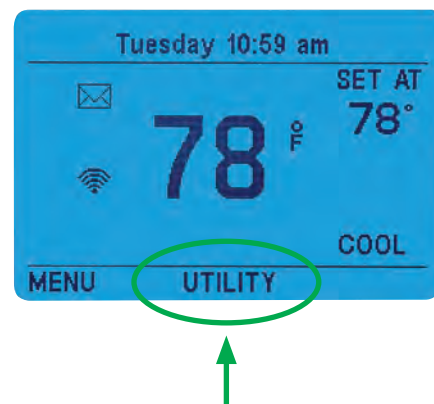 Tuesday 10:59 am
SET AT
78°
78 °F
COOL
MENU UTILITY